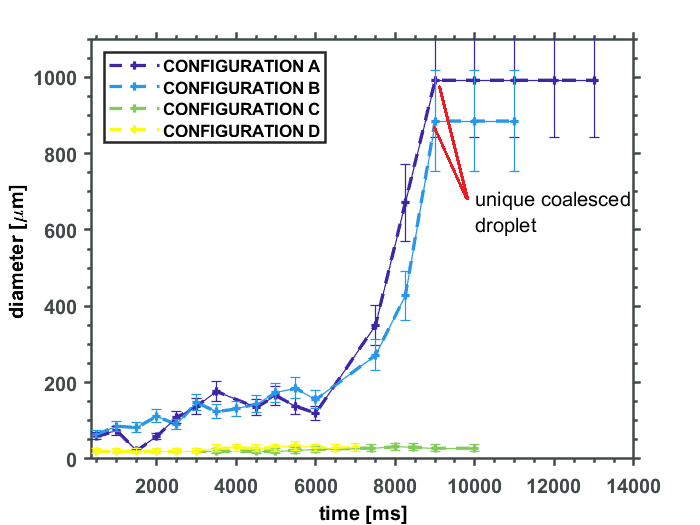 CONFIGURATION A
CONFIGURATION B
CONFIGURATION C
CONFIGURATION D
unique coalesced
droplet
diameter [μm]
1000
800
600
400
200
0
2000 4000 6000 8000 10000 12000 14000
time [ms]